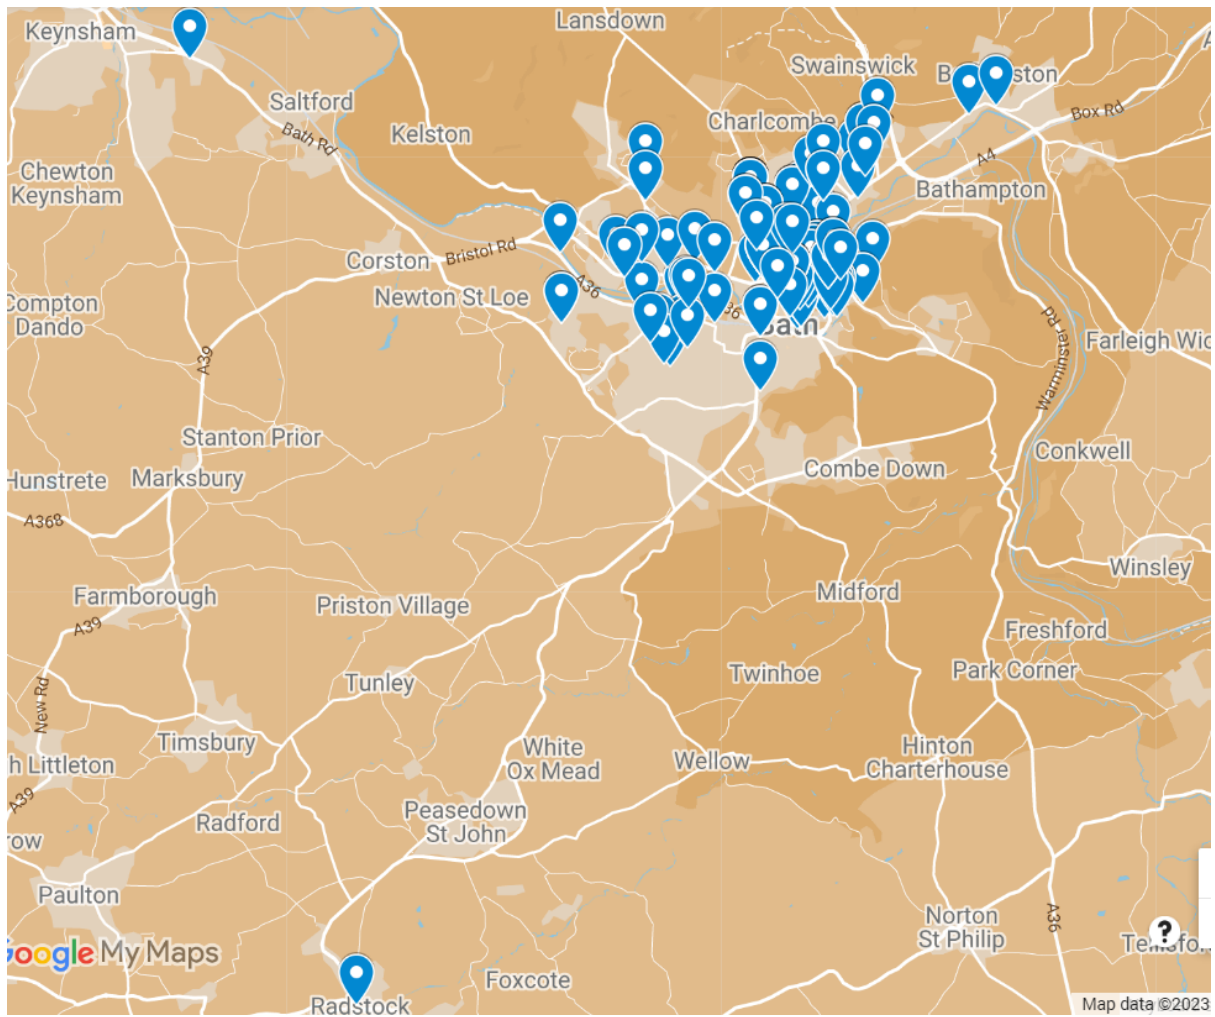 Lansdown
Keynsham
Swainswick
Saltford
Box Rd
Charlcombe
Kelston
Bath Rd
A4
Chewton
Keynsham
Bathampton
Bristol Rd
Corston
A36
Newton St Loe
Compton
Dando
Warminster Rd
Farleigh Wic
A39
Stanton Prior
Conkwell
Combe Down
Hunstrete
Marksbury
A368
Winsley
Midford
Farmborough
Priston Village
A39
Freshford
Twinhoe
Park Corner
Tunley
New Rd
Timsbury
White
Ox Mead
Hinton
Charterhouse
Wellow
h Littleton
A39
Peasedown
St John
Radford
row
Paulton
Norton
St Philip
A36
?
Google My Maps
Foxcote
Radstock
Map data ©2023